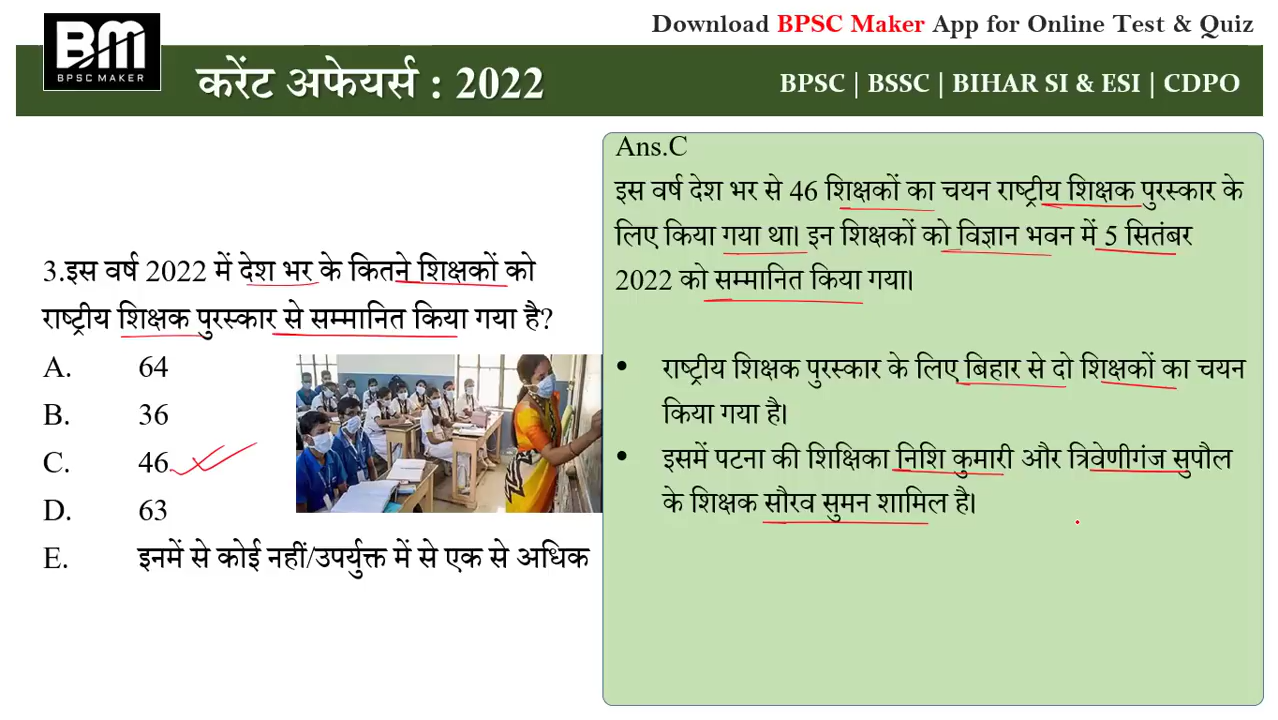 Download BPSC Maker App for Online Test & Quiz
BM
BPSC MAKER
करेंट अफेयर्स : 2022
BPSC | BSSC | BIHAR SI & ESI | CDPO
3.इस वर्ष 2022 में देश भर के कितने शिक्षकों को
राष्ट्रीय शिक्षक पुरस्कार से सम्मानित किया गया है?
A. 64
B. 36
C. 46
D. 63
E. इनमें से कोई नहीं/उपर्युक्त में से एक से अधिक
Ans.C
इस वर्ष देश भर से 46 शिक्षकों का चयन राष्ट्रीय शिक्षक पुरस्कार के
लिए किया गया था। इन शिक्षकों को विज्ञान भवन में 5 सितंबर
2022 को सम्मानित किया गया।
• राष्ट्रीय शिक्षक पुरस्कार के लिए बिहार से दो शिक्षकों का चयन
किया गया है।
• इसमें पटना की शिक्षिका निशि कुमारी और त्रिवेणीगंज सुपौल
के शिक्षक सौरव सुमन शामिल है।